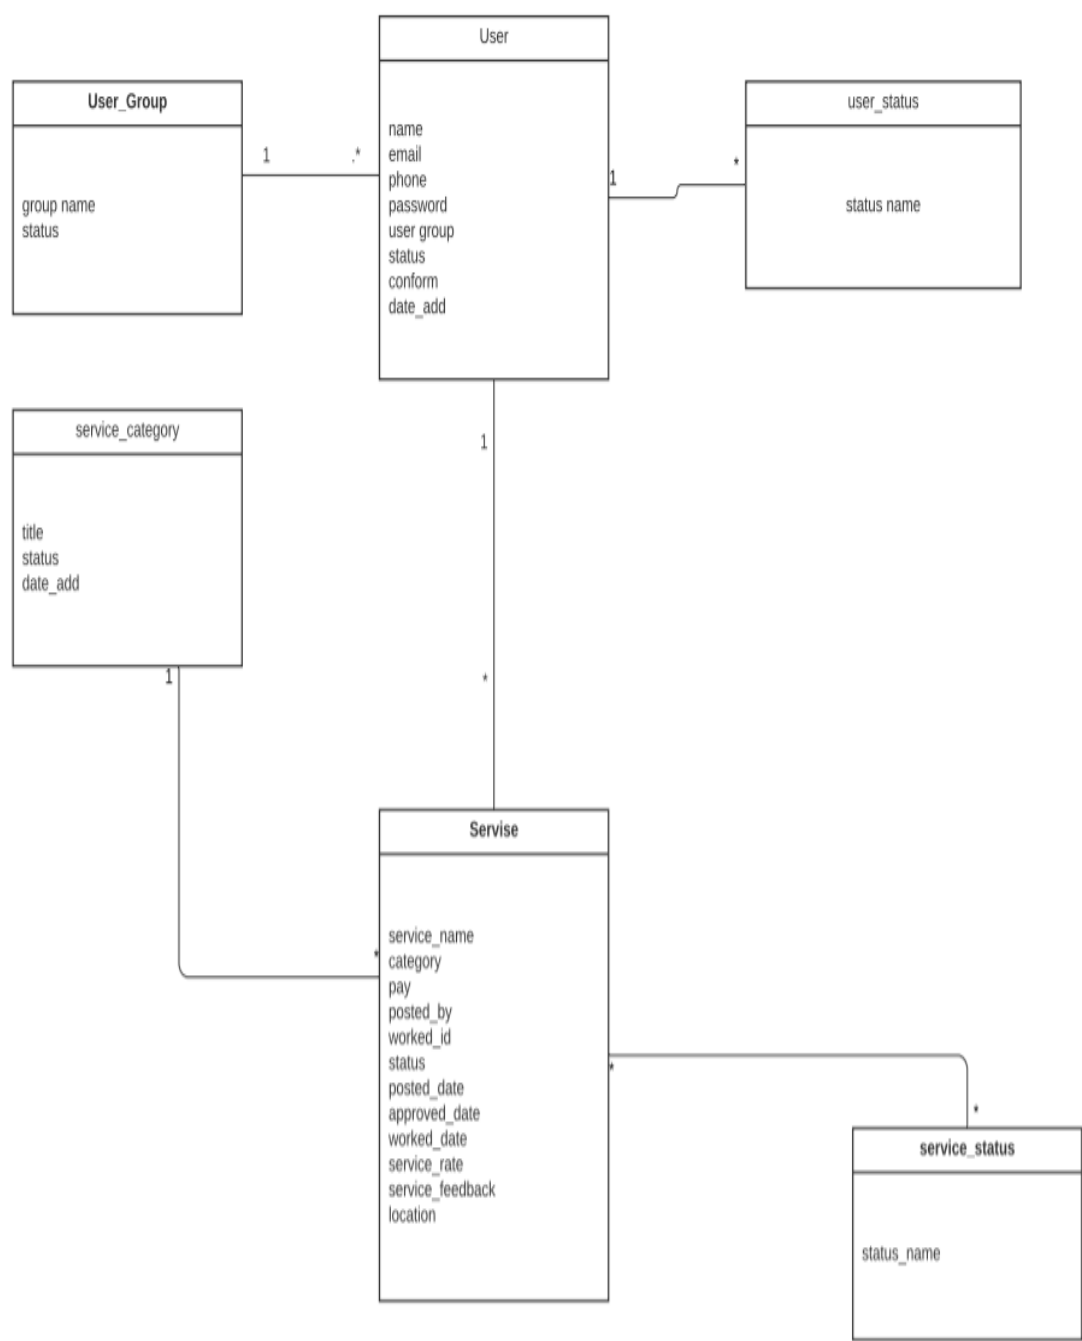 User
name
email
phone
password
user group
status
conform
date_add
User_Group
group name
status
1
.*
user_status
status name
1
*
service_category
title
status
date_add
1
*
1
*
Servise
service_name
category
pay
posted_by
worked_id
status
posted_date
approved_date
worked_date
service_rate
service_feedback
location
*
*
service_status
status_name